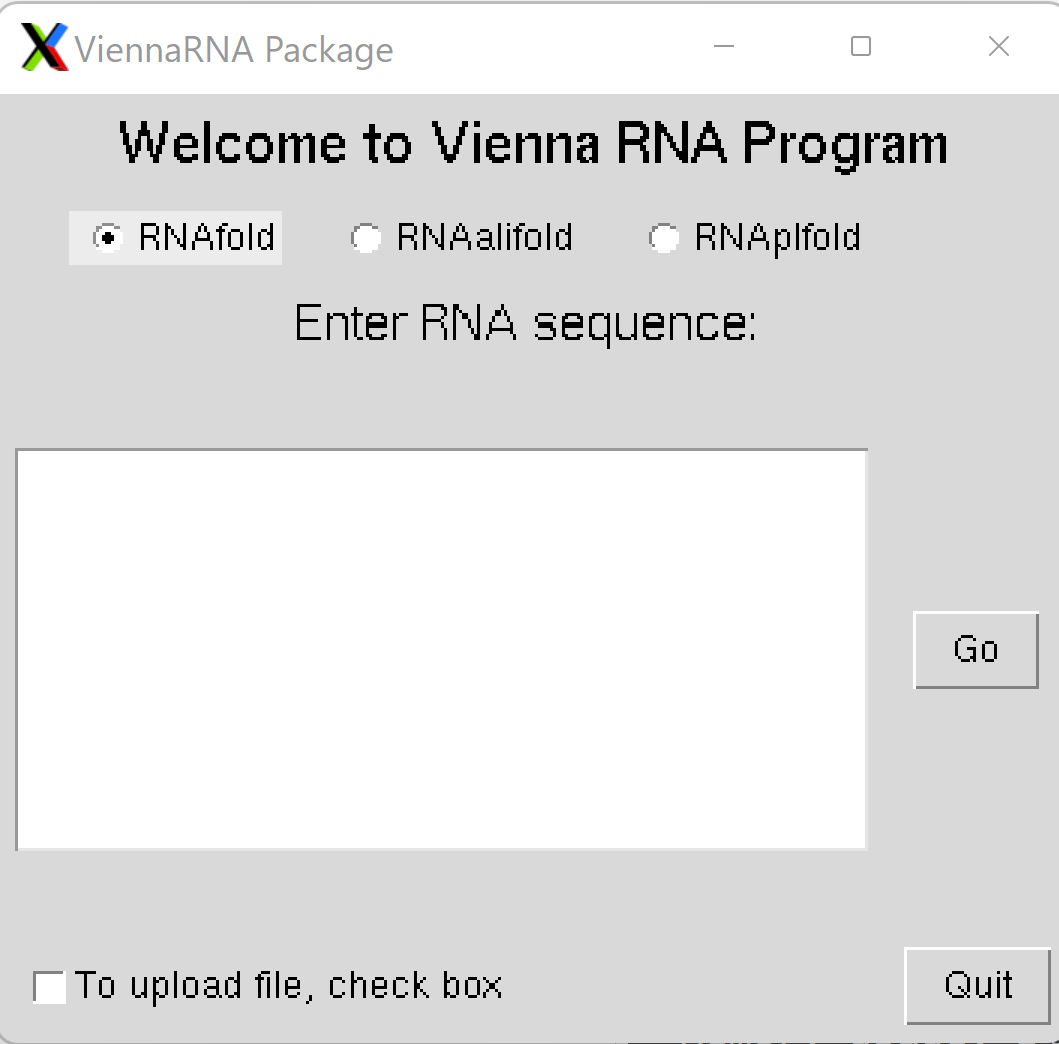 ViennaRNA Package
Welcome to Vienna RNA Program
RNAfold RNAalifold RNAplfold
Enter RNA sequence:
Go
To upload file, check box
Quit